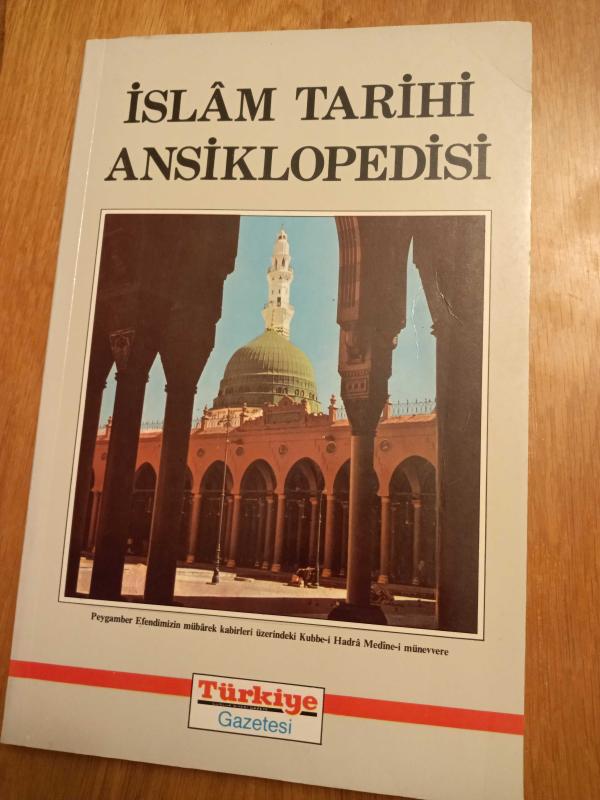 İSLÂM TARİHİ
ANSİKLOPEDİSİ
Peygamber Efendimizin mübârek kabirleri üzerindeki Kubbe-i Hadrâ Medîne-i münevvere
Türkiye
Gazetesi